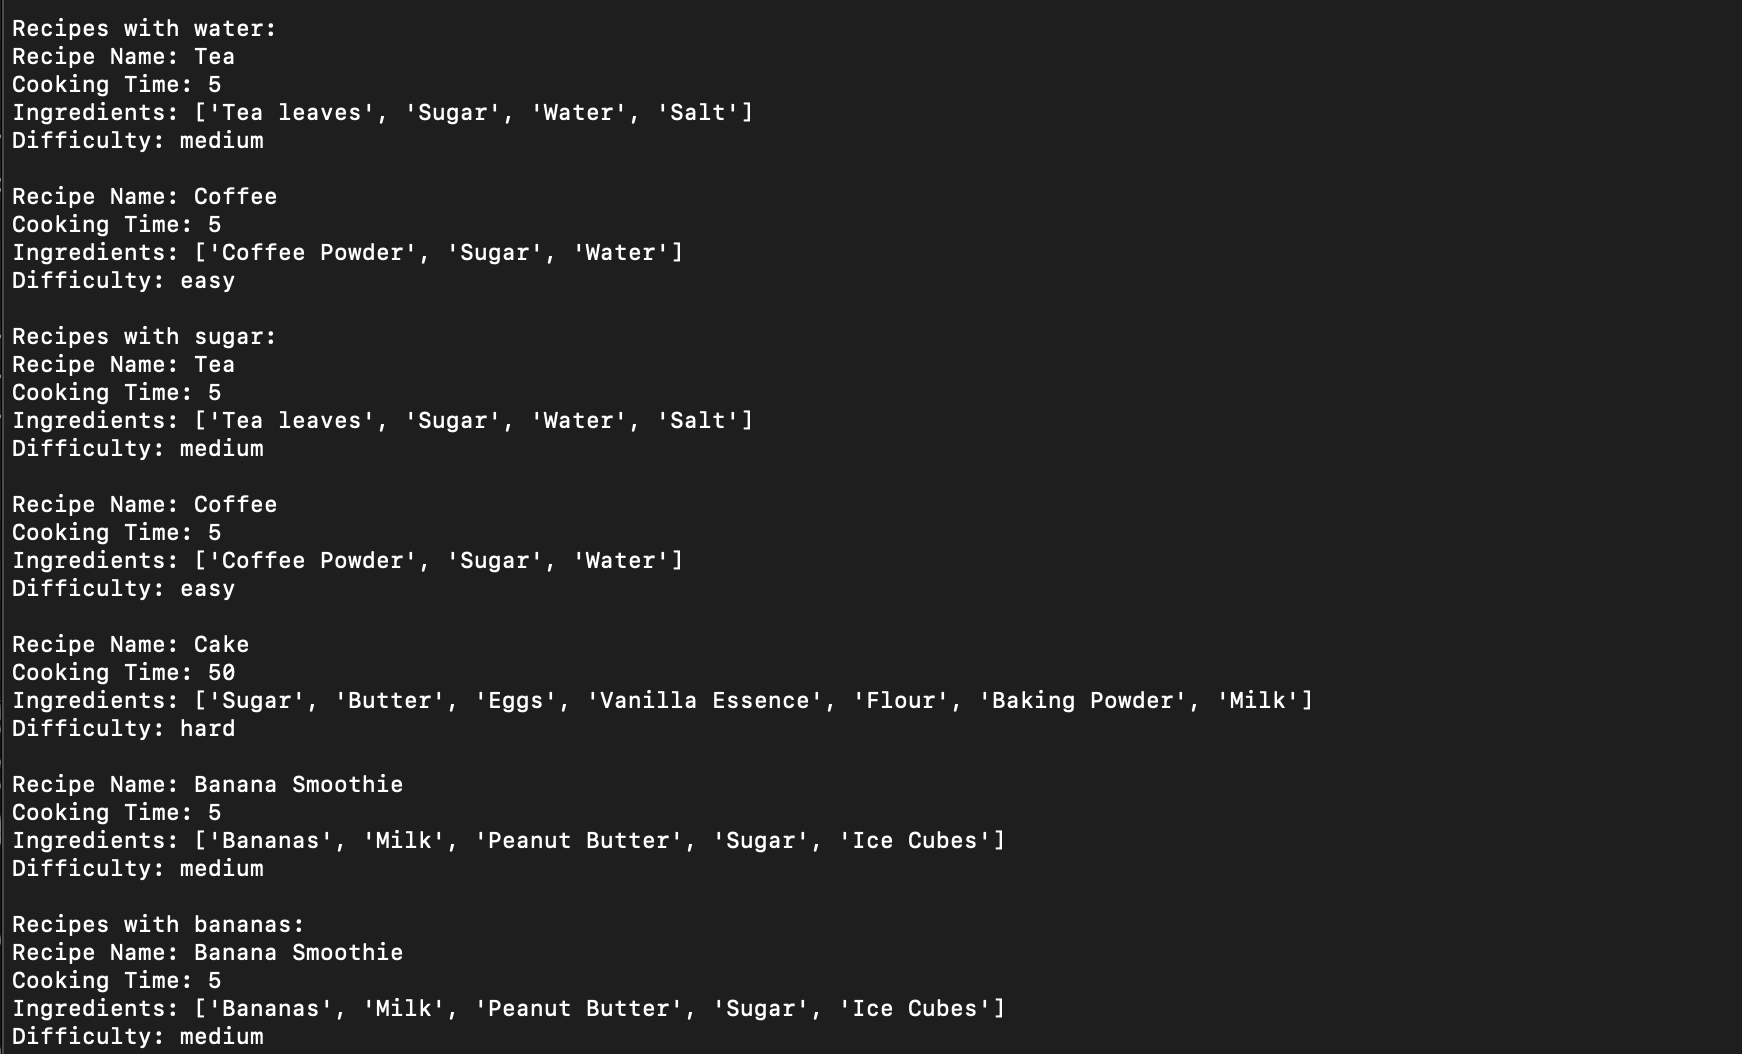 Recipes with water:
Recipe Name: Tea
Cooking Time: 5
Ingredients: ['Tea leaves', 'Sugar', 'Water', 'Salt']
Difficulty: medium
Recipe Name: Coffee
Cooking Time: 5
Ingredients: ['Coffee Powder', 'Sugar', 'Water']
Difficulty: easy
Recipes with sugar:
Recipe Name: Tea
Cooking Time: 5
Ingredients: ['Tea leaves', 'Sugar', 'Water', 'Salt']
Difficulty: medium
Recipe Name: Coffee
Cooking Time: 5
Ingredients: ['Coffee Powder', 'Sugar', 'Water']
Difficulty: easy
Recipe Name: Cake
Cooking Time: 50
Ingredients: ['Sugar', 'Butter', 'Eggs', 'Vanilla Essence', 'Flour', 'Baking Powder', 'Milk']
Difficulty: hard
Recipe Name: Banana Smoothie
Cooking Time: 5
Ingredients: ['Bananas', 'Milk', 'Peanut Butter', 'Sugar', 'Ice Cubes']
Difficulty: medium
Recipes with bananas:
Recipe Name: Banana Smoothie
Cooking Time: 5
Ingredients: ['Bananas', 'Milk', 'Peanut Butter', 'Sugar', 'Ice Cubes']
Difficulty: medium